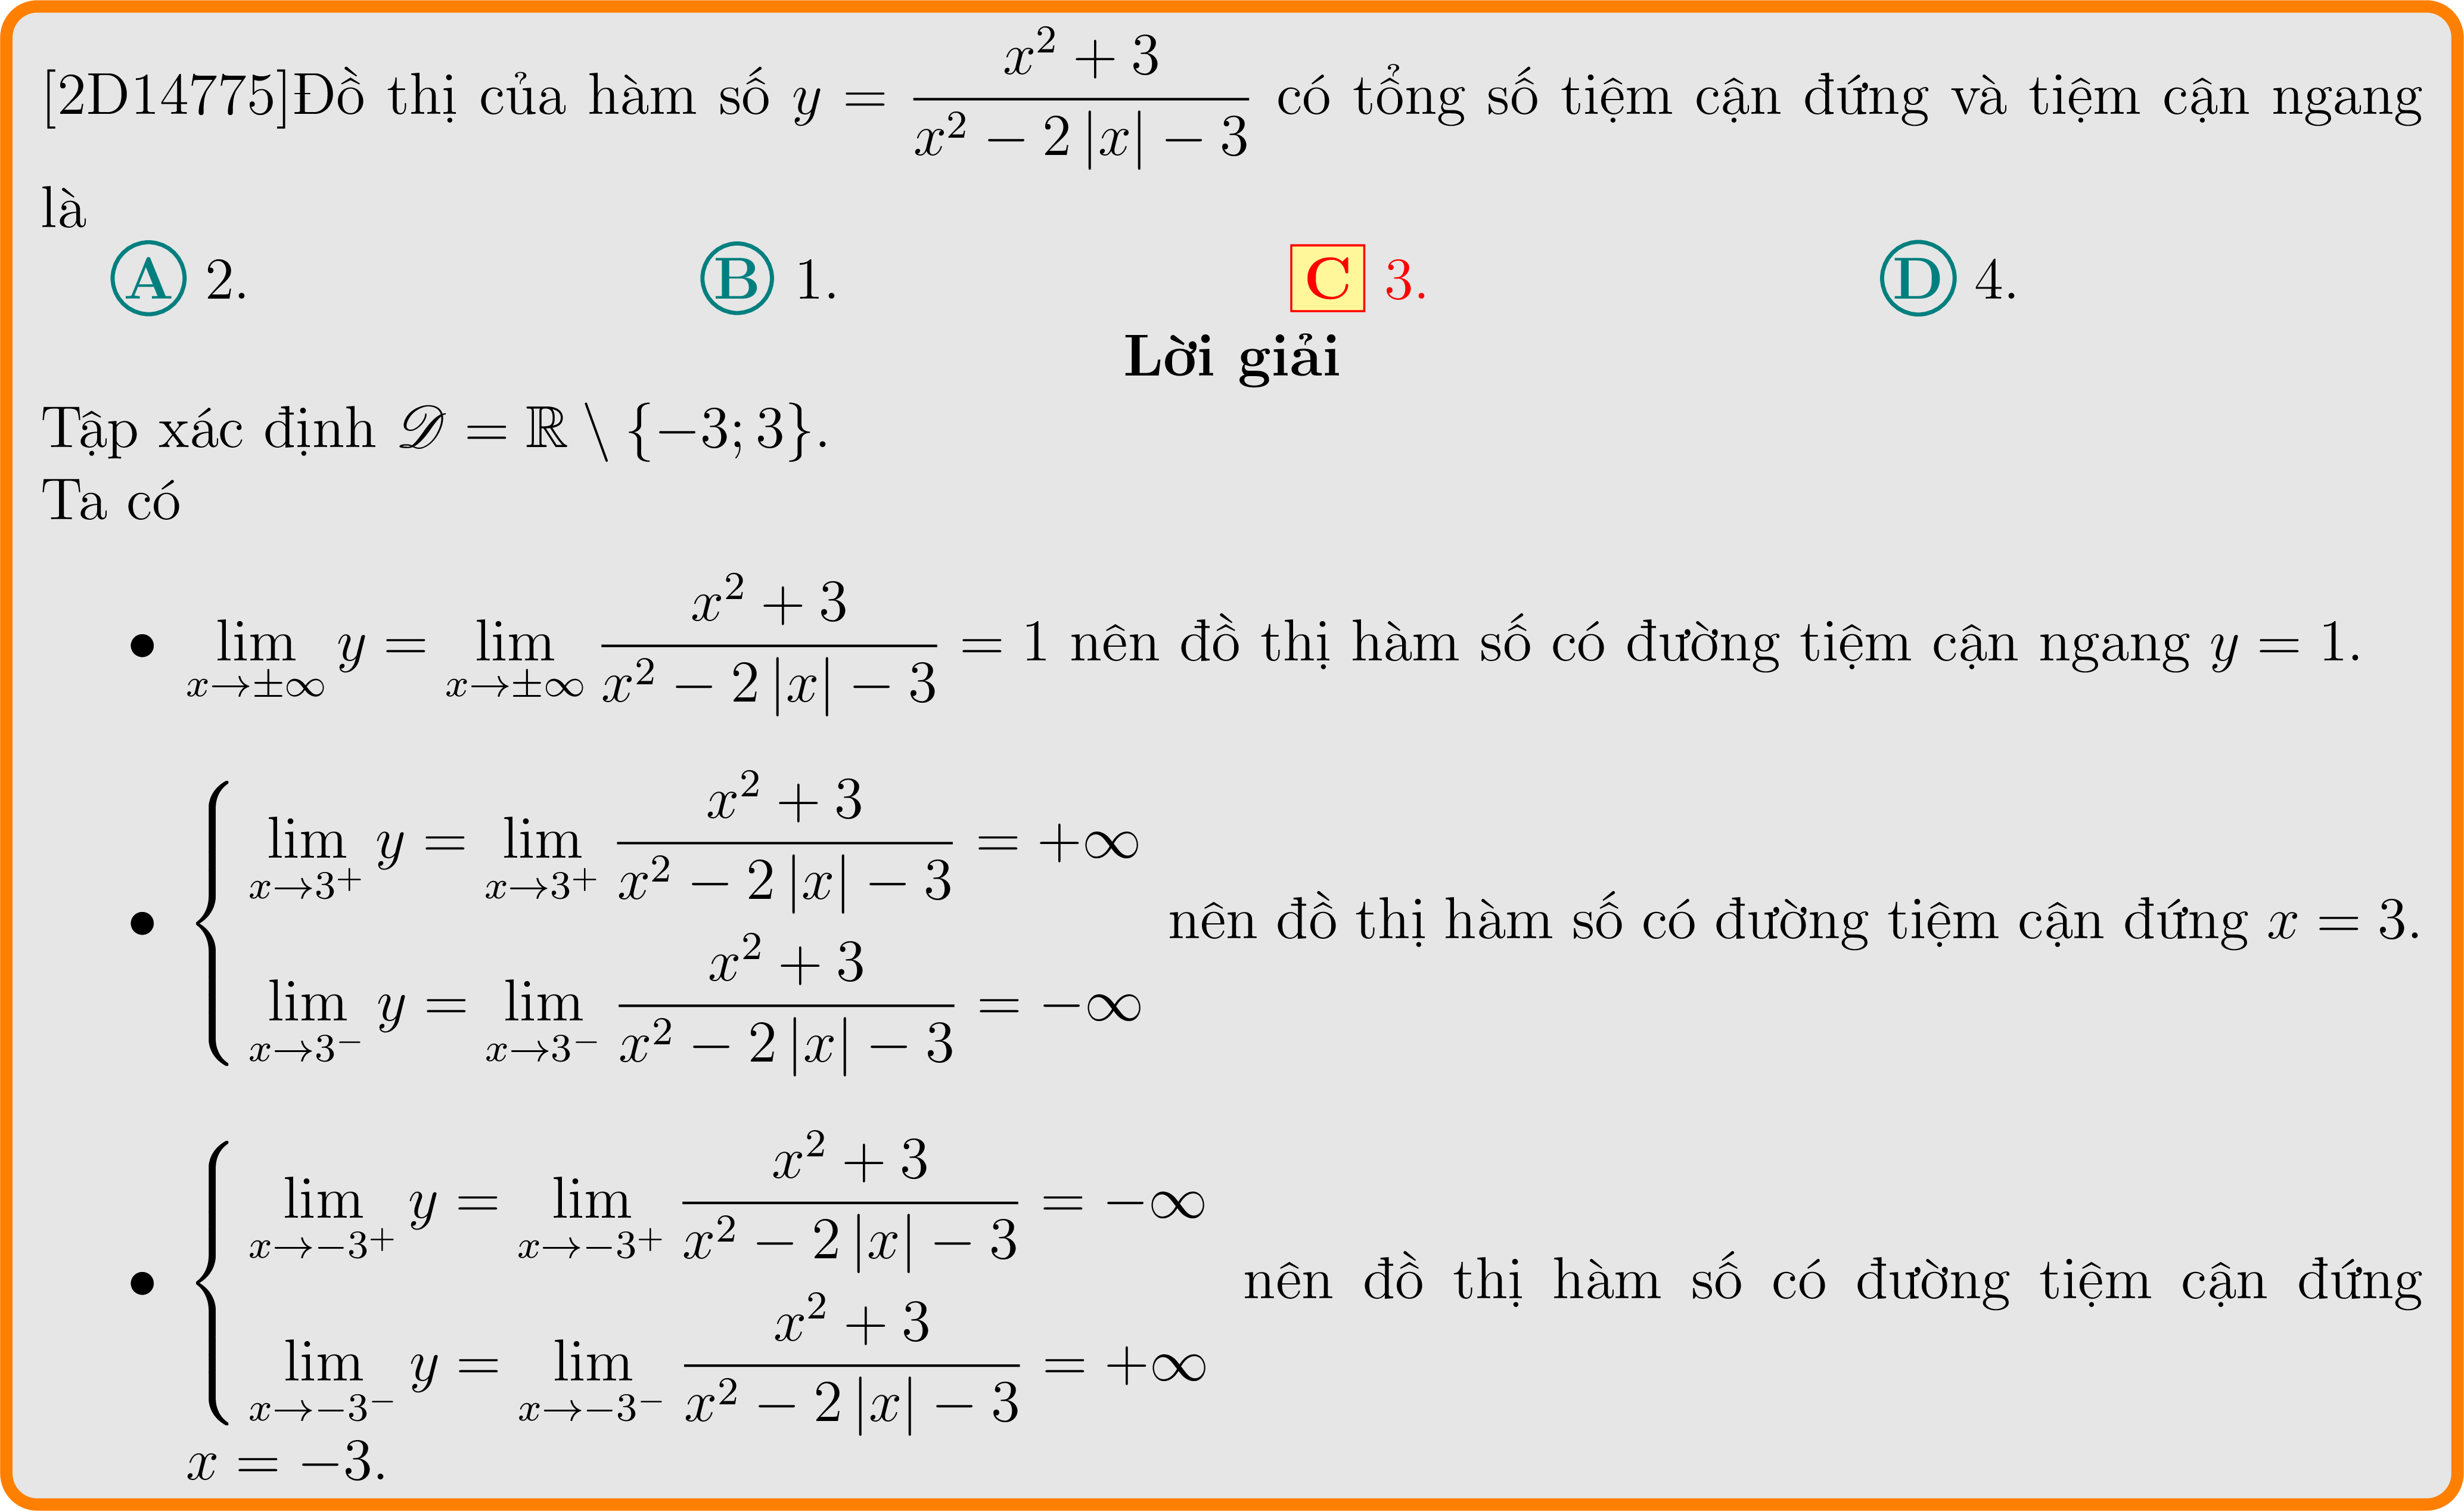 [2D14775]Đồ thị của hàm số $y = \dfrac{x^2 + 3}{x^2 - 2|x| - 3}$ có tổng số tiệm cận đứng và tiệm cận ngang
là
A 2. B 1. C 3. D 4.
Lời giải
Tập xác định $\mathscr{D} = \mathbb{R} \setminus \{-3; 3\}$.
Ta có
• $\lim\limits_{x \to \pm\infty} y = \lim\limits_{x \to \pm\infty} \dfrac{x^2 + 3}{x^2 - 2|x| - 3} = 1$ nên đồ thị hàm số có đường tiệm cận ngang $y = 1$.
• $\begin{cases} \lim\limits_{x \to 3^+} y = \lim\limits_{x \to 3^+} \dfrac{x^2 + 3}{x^2 - 2|x| - 3} = +\infty \\ \lim\limits_{x \to 3^-} y = \lim\limits_{x \to 3^-} \dfrac{x^2 + 3}{x^2 - 2|x| - 3} = -\infty \end{cases}$ nên đồ thị hàm số có đường tiệm cận đứng $x = 3$.
• $\begin{cases} \lim\limits_{x \to -3^+} y = \lim\limits_{x \to -3^+} \dfrac{x^2 + 3}{x^2 - 2|x| - 3} = -\infty \\ \lim\limits_{x \to -3^-} y = \lim\limits_{x \to -3^-} \dfrac{x^2 + 3}{x^2 - 2|x| - 3} = +\infty \end{cases}$ nên đồ thị hàm số có đường tiệm cận đứng
$x = -3$.